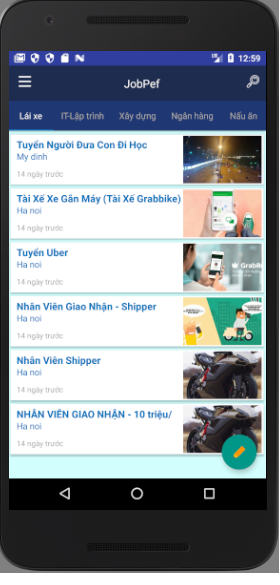 12:59
JobPef
Lái xe IT-Lập trình Xây dựng Ngân hàng Nấu ăn
Tuyển Người Đưa Con Đi Học
My dinh
14 ngày trước
Tài Xế Xe Gắn Máy (Tài Xế Grabbike)
Ha noi
14 ngày trước
Tuyển Uber
Ha noi
14 ngày trước
GrabBike
Nhân Viên Giao Nhận - Shipper
Ha noi
14 ngày trước
Nhân Viên Shipper
Ha noi
14 ngày trước
NHÂN VIÊN GIAO NHẬN - 10 triệu/
Ha noi
14 ngày trước